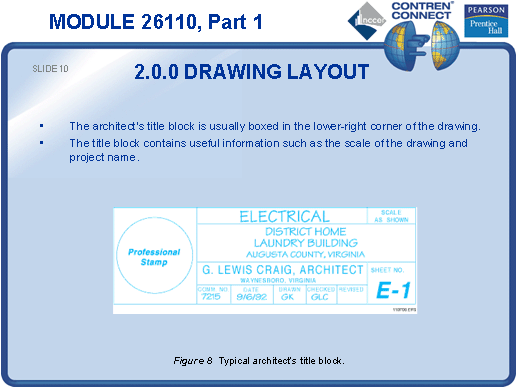 MODULE 26110, Part 1
nccer
CONTREN®
CONNECT
PEARSON
Prentice
Hall
SLIDE 10
2.0.0 DRAWING LAYOUT
• The architect's title block is usually boxed in the lower-right corner of the drawing.
• The title block contains useful information such as the scale of the drawing and
project name.
Professional
Stamp
ELECTRICAL
SCALE
AS SHOWN
DISTRICT HOME
LAUNDRY BUILDING
AUGUSTA COUNTY, VIRGINIA
G. LEWIS CRAIG, ARCHITECT
WAYNESBORO, VIRGINIA
SHEET NO.
E-1
COMM. NO. DATE DRAWN CHECKED REVISED
7215 9/6/92 GK GLC
110F08.EPS
Figure 8 Typical architect's title block.